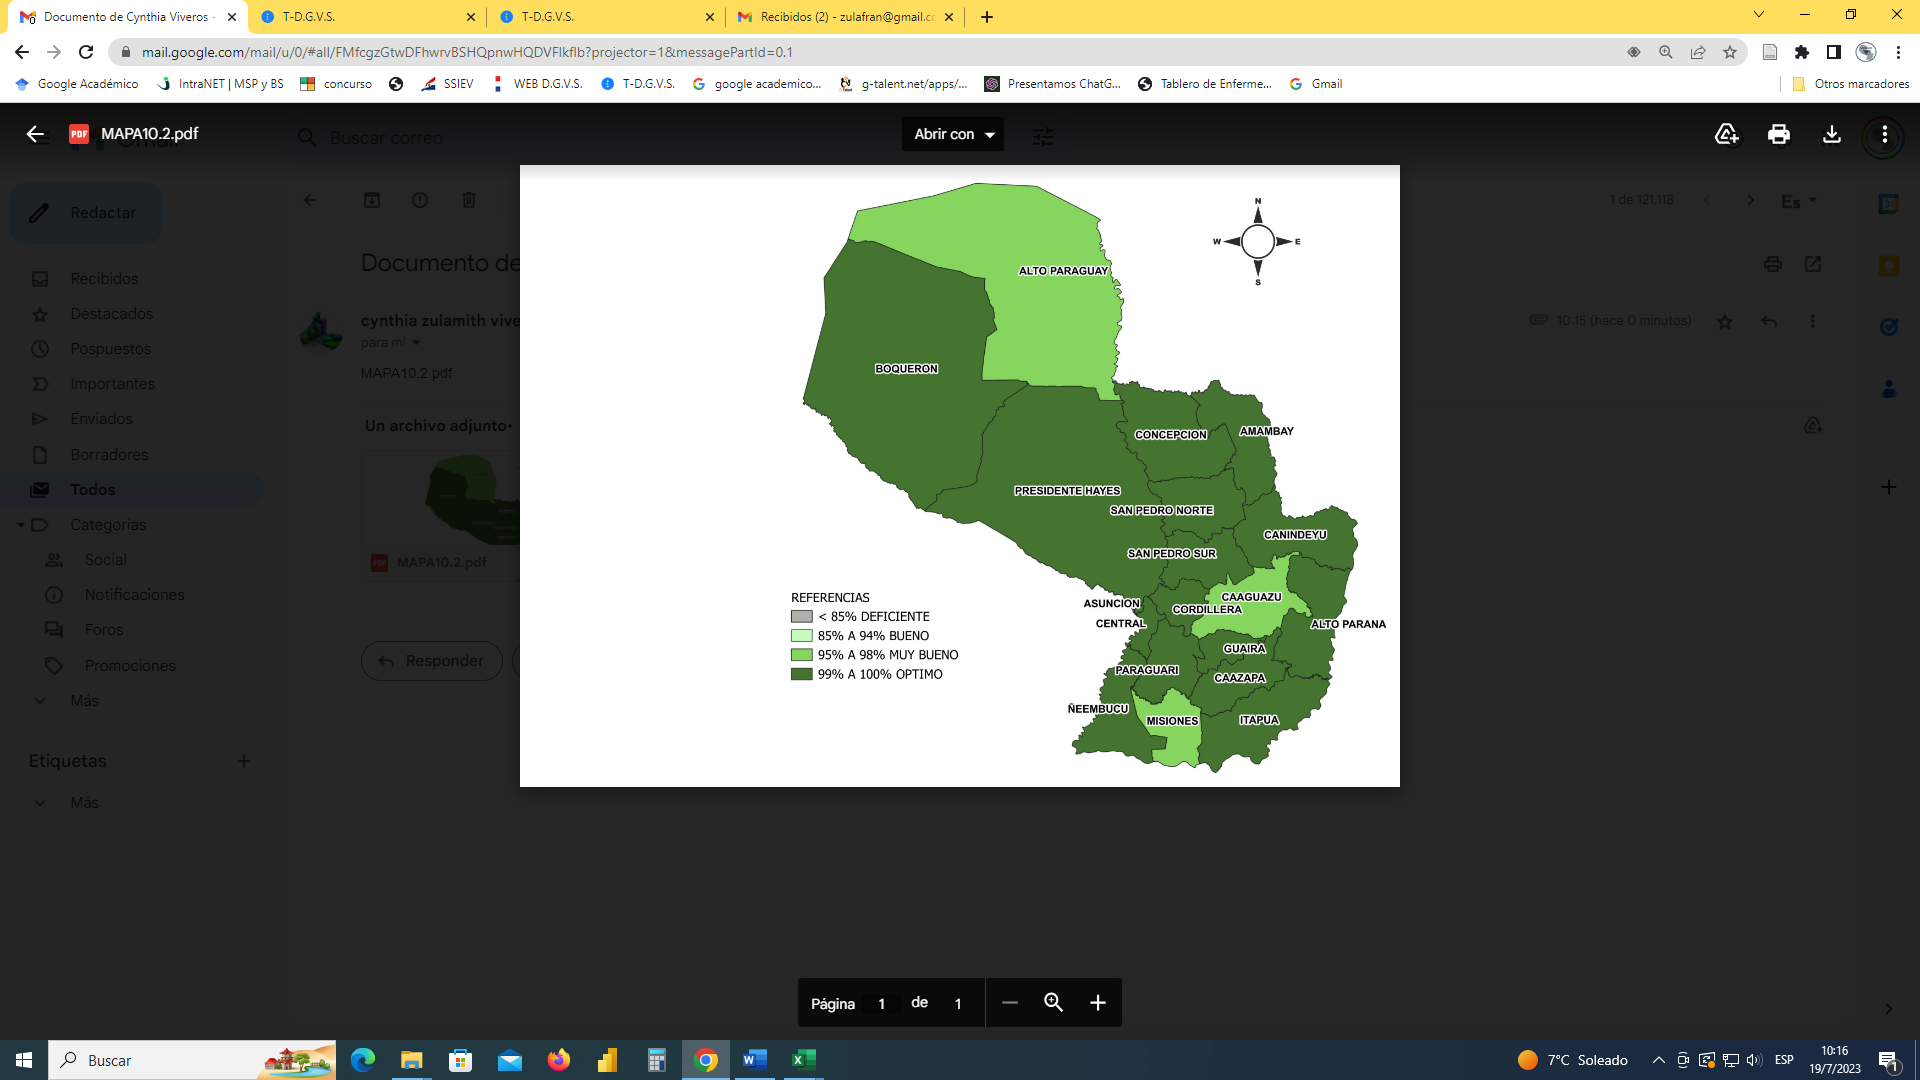 Documento de Cynthia Viveros -
T-D.G.V.S.
T-D.G.V.S.
Recibidos (2) - zulafran@gmail.cc
mail.google.com/mail/u/0/#all/FMfcgzGtwDFhwrvBSHQpnwHQDVFlkflb?projector=1&messagePartId=0.1
Google Académico
IntraNET | MSP y BS
concurso
SSIEV
WEB D.G.V.S.
T-D.G.V.S.
google academico...
g-talent.net/apps/...
Presentamos ChatG...
Tablero de Enferme...
Gmail
Otros marcadores
PDF MAPA10.2.pdf
Buscar correo
Abrir con
Redactar
1 de 121.118
Es
Recibidos
Destacados
Pospuestos
Importantes
Enviados
Borradores
Todos
Categorías
Social
Notificaciones
Foros
Promociones
Más
Etiquetas
Más
Documento de
cynthia zulamith vive
10:15 (hace 0 minutos)
para mí
MAPA10.2.pdf
Un archivo adjunto
PDF MAPA10.2.pdf
Responder
N
W E
S
ALTO PARAGUAY
BOQUERON
CONCEPCION
AMAMBAY
PRESIDENTE HAYES
SAN PEDRO NORTE
CANINDEYU
SAN PEDRO SUR
CAAGUAZU
ASUNCION
CORDILLERA
CENTRAL
ALTO PARANA
GUAIRA
PARAGUARI
CAAZAPA
ÑEEMBUCU
MISIONES
ITAPUA
REFERENCIAS
< 85% DEFICIENTE
85% A 94% BUENO
95% A 98% MUY BUENO
99% A 100% OPTIMO
Página 1 de 1
Buscar
7°C Soleado
ESP
10:16
19/7/2023
1